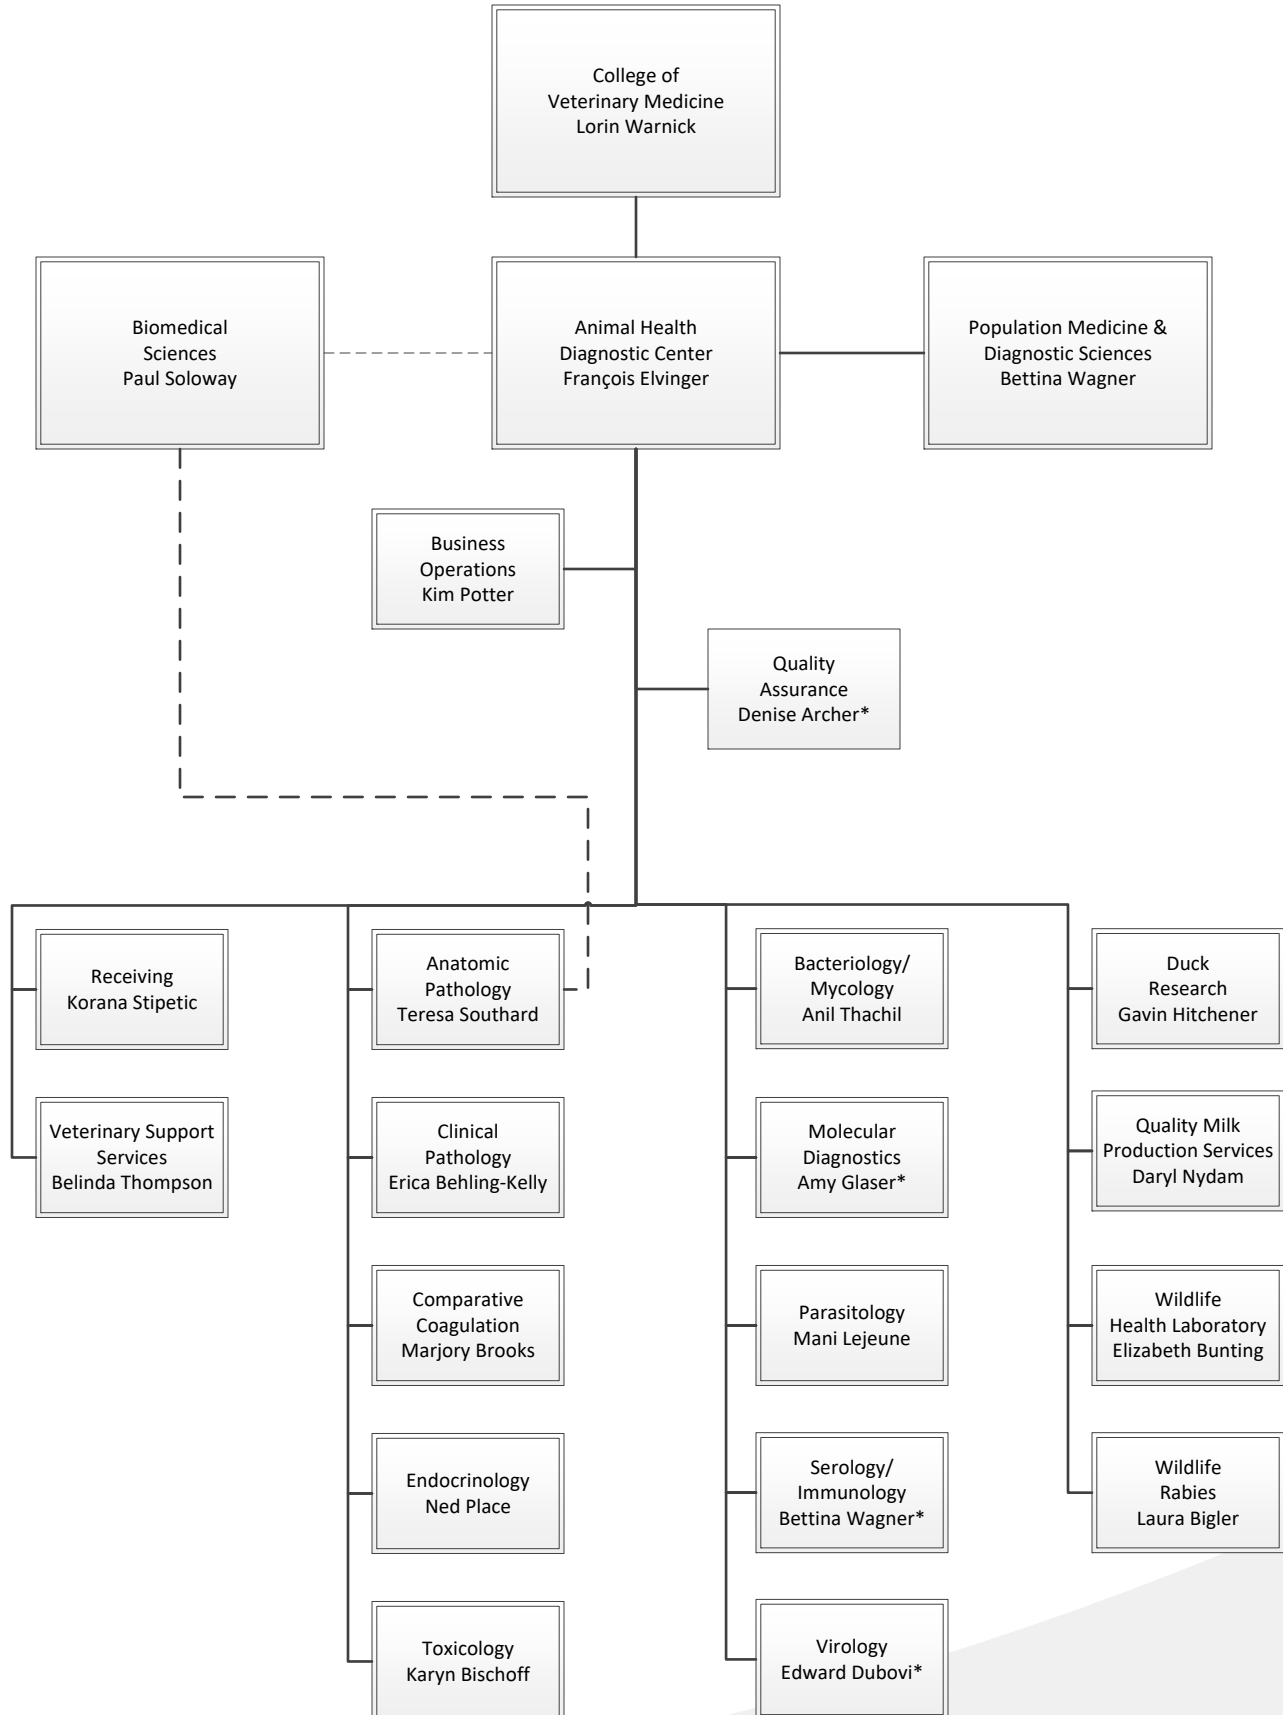 College of
Veterinary Medicine
Lorin Warnick
Biomedical
Sciences
Paul Soloway
Animal Health
Diagnostic Center
François Elvinger
Population Medicine &
Diagnostic Sciences
Bettina Wagner
Business
Operations
Kim Potter
Quality
Assurance
Denise Archer*
Receiving
Korana Stipetic
Anatomic
Pathology
Teresa Southard
Bacteriology/
Mycology
Anil Thachil
Duck
Research
Gavin Hitchener
Veterinary Support
Services
Belinda Thompson
Clinical
Pathology
Erica Behling-Kelly
Molecular
Diagnostics
Amy Glaser*
Quality Milk
Production Services
Daryl Nydam
Comparative
Coagulation
Marjory Brooks
Parasitology
Mani Lejeune
Wildlife
Health Laboratory
Elizabeth Bunting
Endocrinology
Ned Place
Serology/
Immunology
Bettina Wagner*
Wildlife
Rabies
Laura Bigler
Toxicology
Karyn Bischoff
Virology
Edward Dubovi*